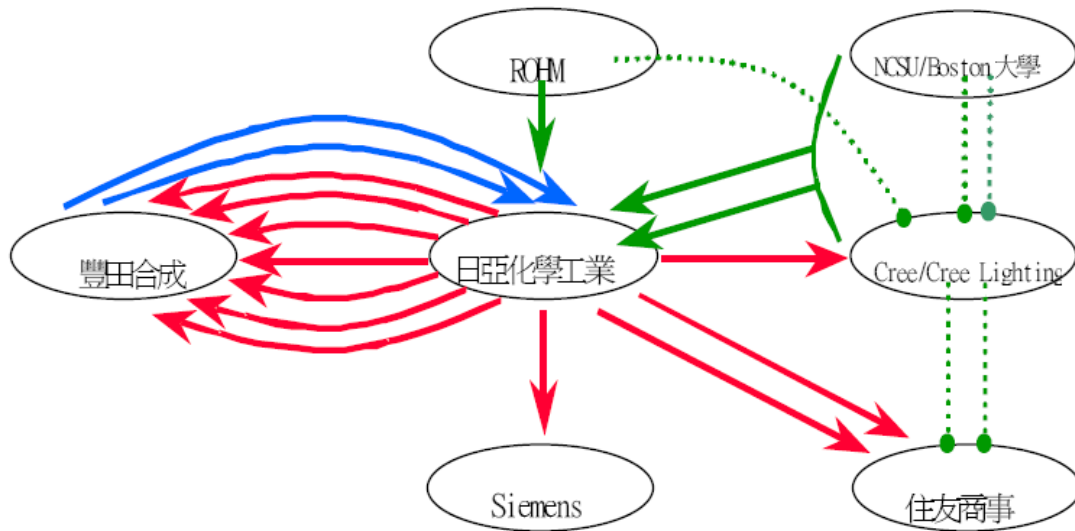 ROHM
NCSU/Boston大學
豐田合成
日亞化學工業
Cree/Cree Lighting
Siemens
住友商事